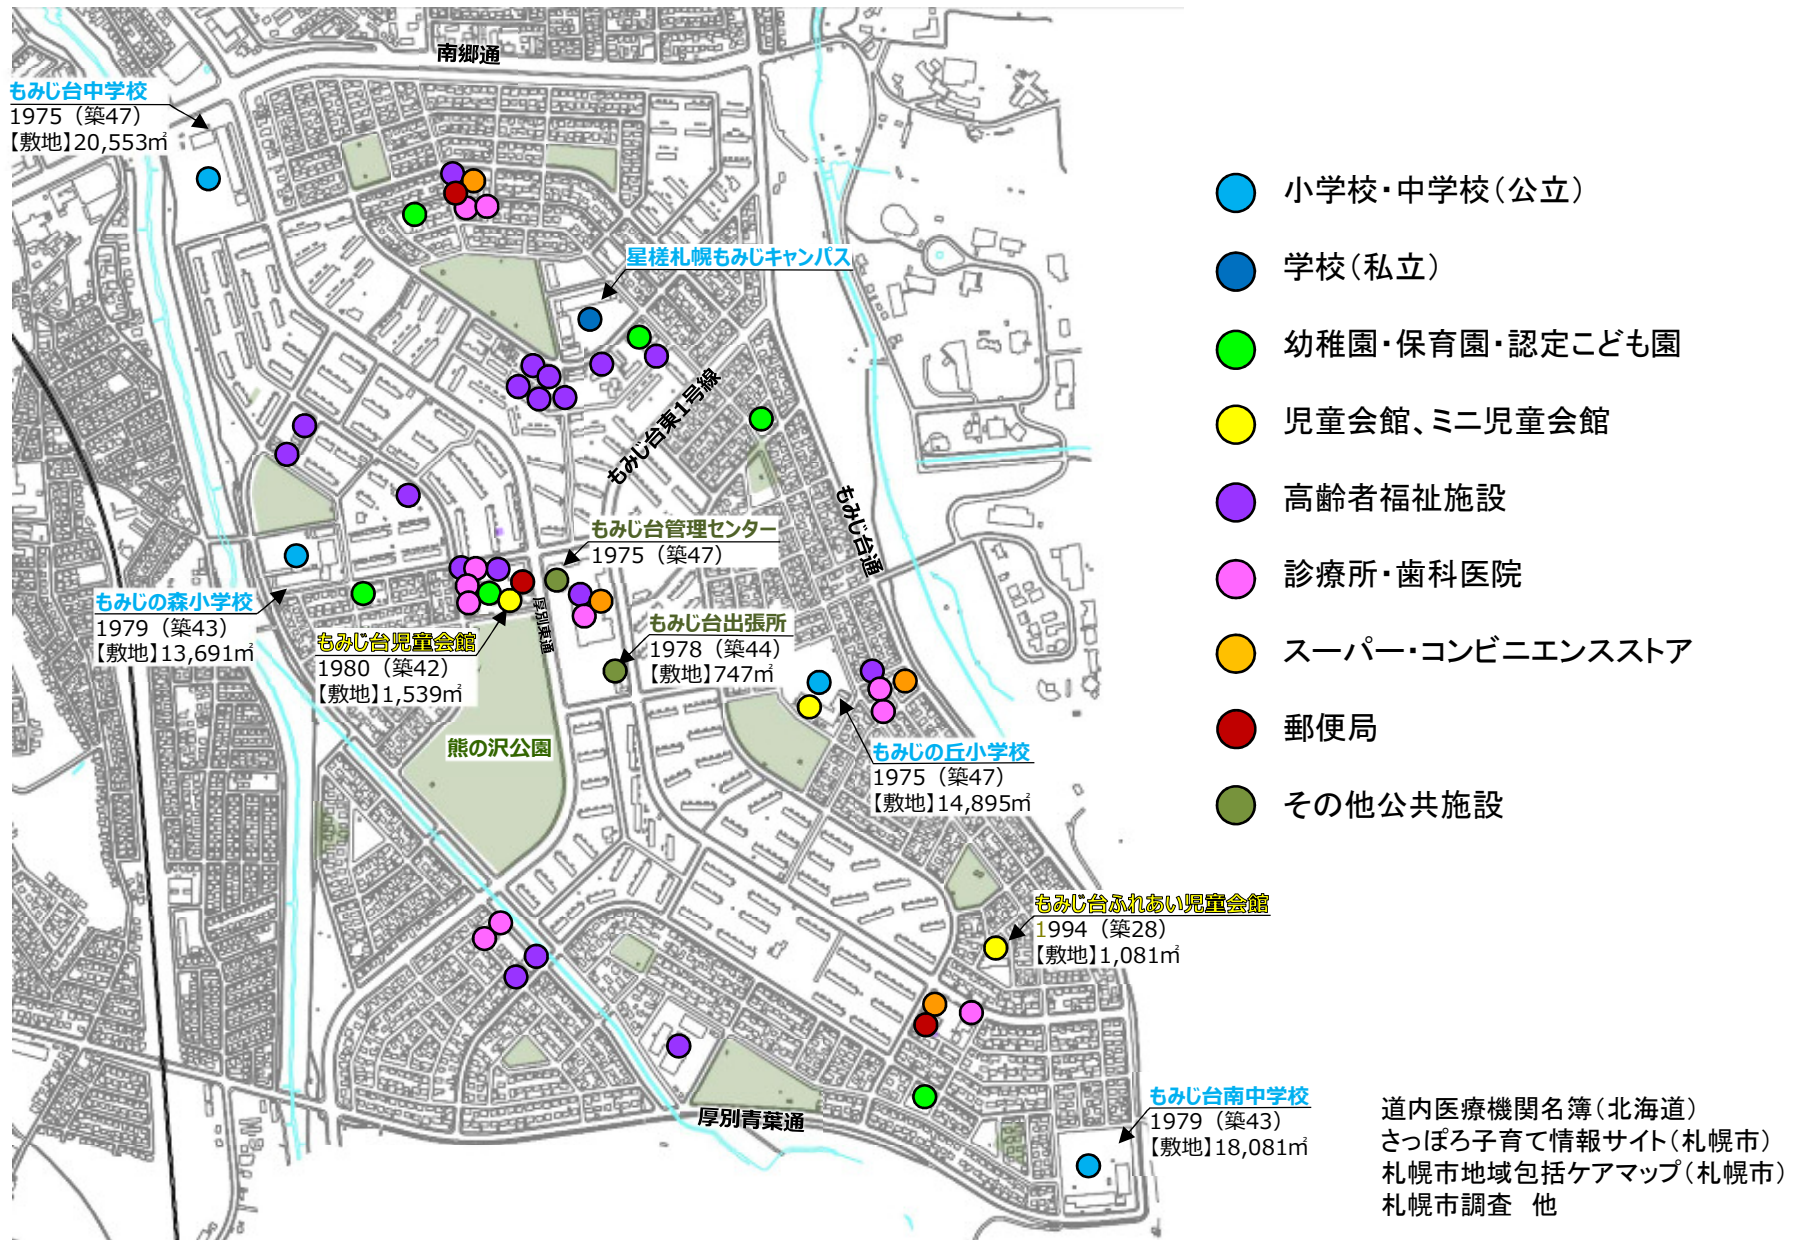 南郷通
もみじ台中学校
1975（築47）
【敷地】20,553㎡
星槎札幌もみじキャンパス
もみじ台東1号線
もみじ台通
もみじ台管理センター
1975（築47）
もみじの森小学校
1979（築43）
【敷地】13,691㎡
もみじ台児童会館
1980（築42）
【敷地】1,539㎡
厚別東通
もみじ台出張所
1978（築44）
【敷地】747㎡
熊の沢公園
もみじの丘小学校
1975（築47）
【敷地】14,895㎡
もみじ台ふれあい児童会館
1994（築28）
【敷地】1,081㎡
厚別青葉通
もみじ台南中学校
1979（築43）
【敷地】18,081㎡
小学校・中学校（公立）
学校（私立）
幼稚園・保育園・認定こども園
児童会館、ミニ児童会館
高齢者福祉施設
診療所・歯科医院
スーパー・コンビニエンスストア
郵便局
その他公共施設
道内医療機関名簿（北海道）
さっぽろ子育て情報サイト（札幌市）
札幌市地域包括ケアマップ（札幌市）
札幌市調査　他